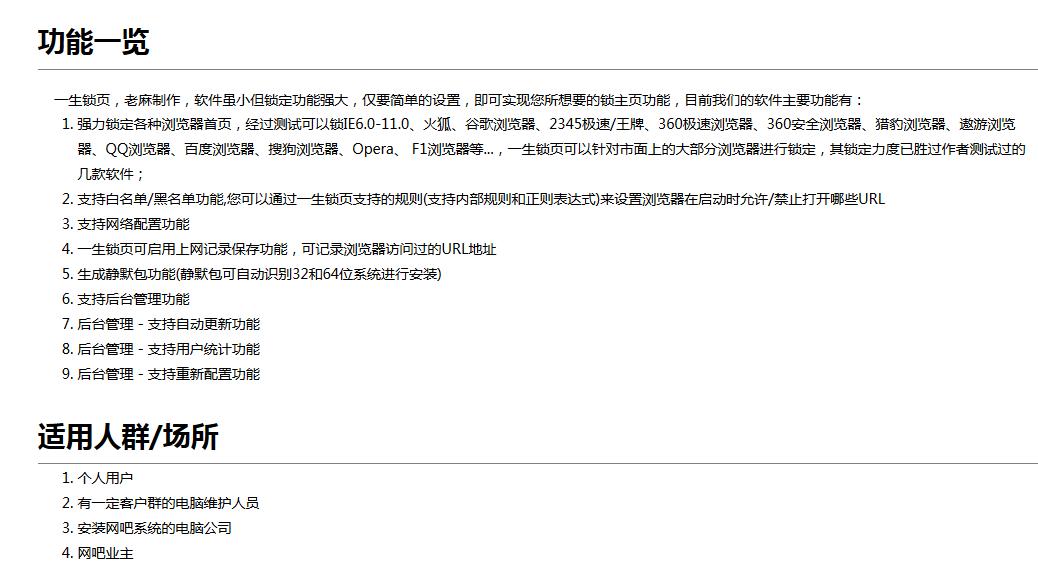 功能一览
一生锁页，老麻制作，软件虽小但锁定功能强大，仅要简单的设置，即可实现您所想要的锁主页功能，目前我们的软件主要功能有：
1. 强力锁定各种浏览器首页，经过测试可以锁IE6.0-11.0、火狐、谷歌浏览器、2345极速/王牌、360极速浏览器、360安全浏览器、猎豹浏览器、遨游浏览
器、QQ浏览器、百度浏览器、搜狗浏览器、Opera、 F1浏览器等...，一生锁页可以针对市面上的大部分浏览器进行锁定，其锁定力度已胜过作者测试过的
几款软件；
2. 支持白名单/黑名单功能,您可以通过一生锁页支持的规则(支持内部规则和正则表达式)来设置浏览器在启动时允许/禁止打开哪些URL
3. 支持网络配置功能
4. 一生锁页可启用上网记录保存功能，可记录浏览器访问过的URL地址
5. 生成静默包功能(静默包可自动识别32和64位系统进行安装)
6. 支持后台管理功能
7. 后台管理 - 支持自动更新功能
8. 后台管理 - 支持用户统计功能
9. 后台管理 - 支持重新配置功能
适用人群/场所
1. 个人用户
2. 有一定客户群的电脑维护人员
3. 安装网吧系统的电脑公司
4. 网吧业主